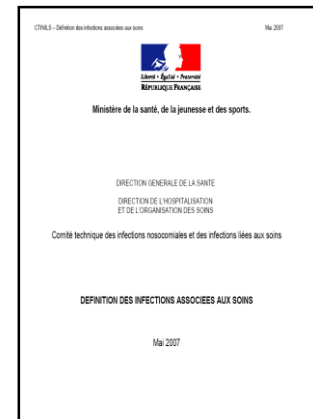 CTINILS – Définition des infections associées aux soins Mai 2007
Liberté • Égalité • Fraternité
RÉPUBLIQUE FRANÇAISE
Ministère de la santé, de la jeunesse et des sports.
DIRECTION GENERALE DE LA SANTE
DIRECTION DE L'HOSPITALISATION
ET DE L'ORGANISATION DES SOINS
Comité technique des infections nosocomiales et des infections liées aux soins
DEFINITION DES INFECTIONS ASSOCIEES AUX SOINS
Mai 2007